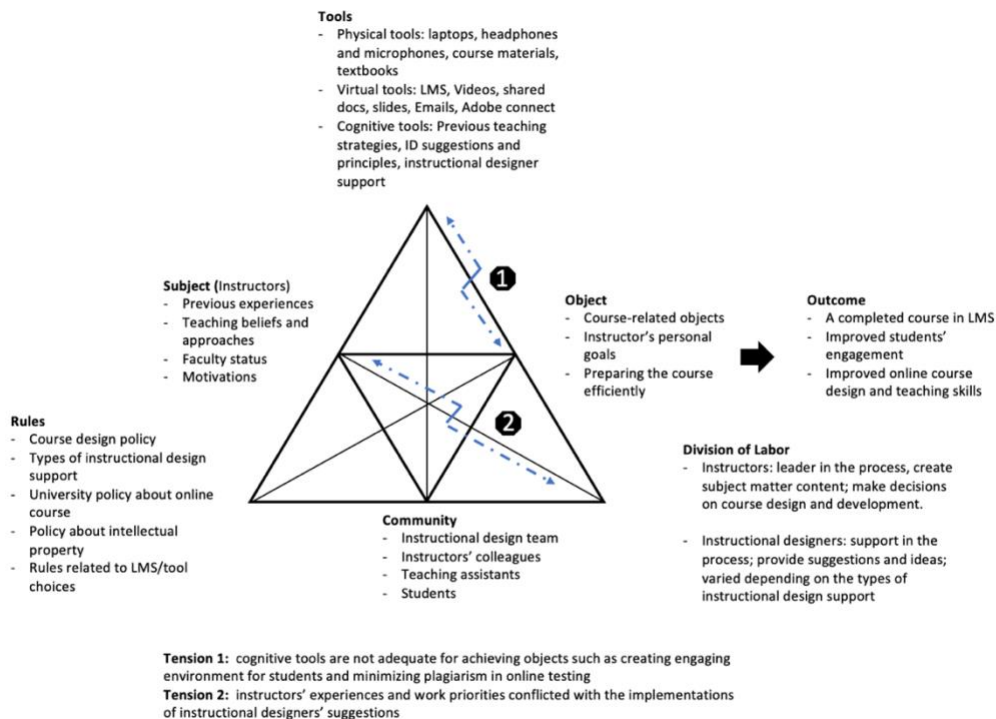 Tools
- Physical tools: laptops, headphones
and microphones, course materials,
textbooks
- Virtual tools: LMS, Videos, shared
docs, slides, Emails, Adobe connect
- Cognitive tools: Previous teaching
strategies, ID suggestions and
principles, instructional designer
support
1
Subject (Instructors)
- Previous experiences
- Teaching beliefs and
approaches
- Faculty status
- Motivations
Object
- Course-related objects
- Instructor's personal
goals
- Preparing the course
efficiently
Outcome
- A completed course in LMS
- Improved students'
engagement
- Improved online course
design and teaching skills
2
Rules
- Course design policy
- Types of instructional design
support
- University policy about online
course
- Policy about intellectual
property
- Rules related to LMS/tool
choices
Community
- Instructional design team
- Instructors' colleagues
- Teaching assistants
- Students
Division of Labor
- Instructors: leader in the process, create
subject matter content; make decisions
on course design and development.
- Instructional designers: support in the
process; provide suggestions and ideas;
varied depending on the types of
instructional design support
Tension 1: cognitive tools are not adequate for achieving objects such as creating engaging
environment for students and minimizing plagiarism in online testing
Tension 2: instructors' experiences and work priorities conflicted with the implementations
of instructional designers' suggestions